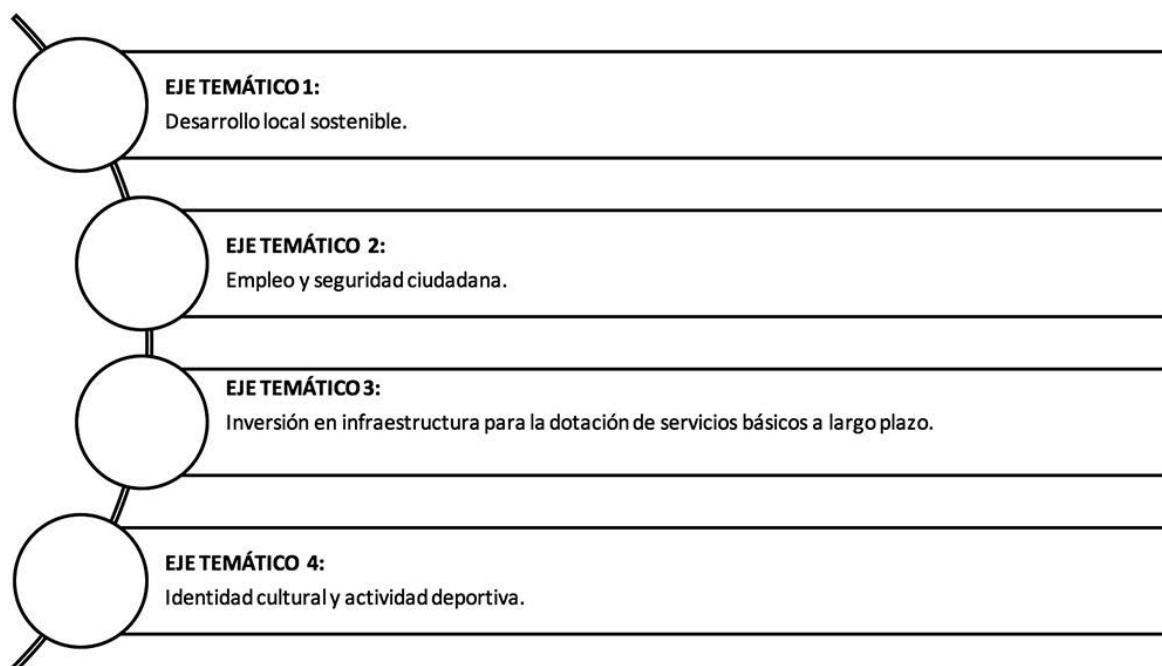 EJE TEMÁTICO 1:
Desarrollo local sostenible.
EJE TEMÁTICO 2:
Empleo y seguridad ciudadana.
EJE TEMÁTICO 3:
Inversión en infraestructura para la dotación de servicios básicos a largo plazo.
EJE TEMÁTICO 4:
Identidad cultural y actividad deportiva.